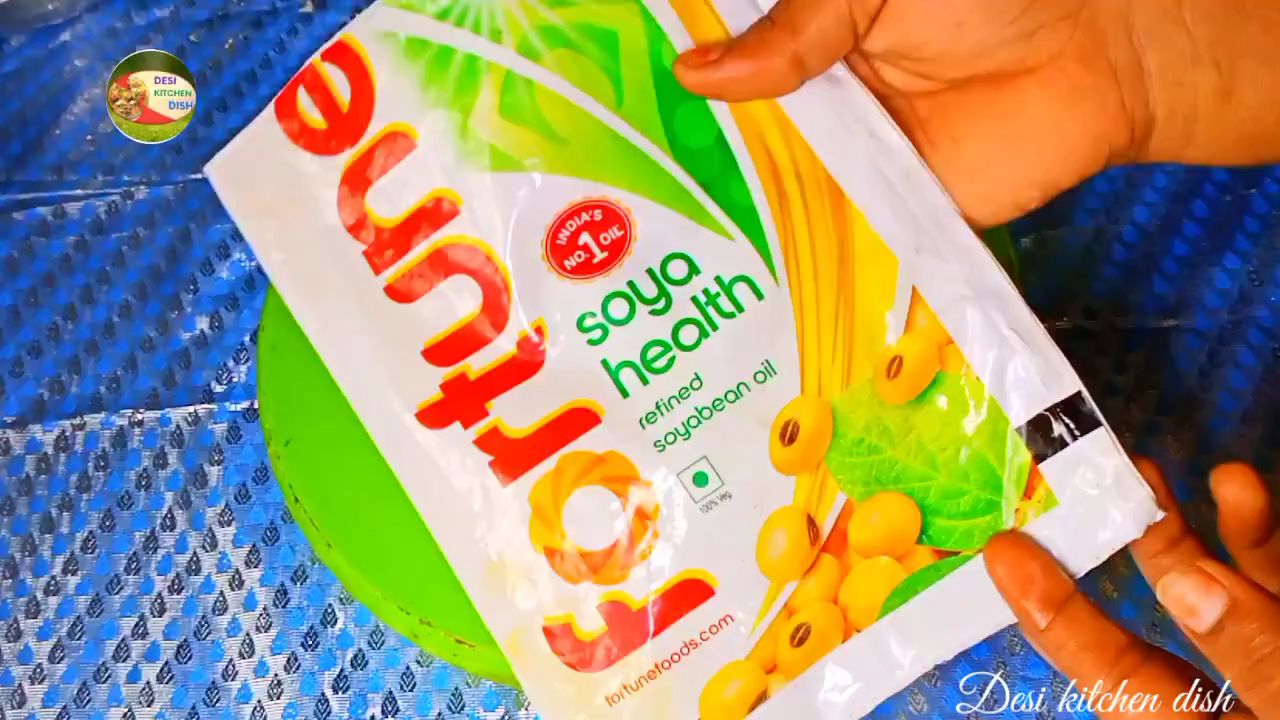 DESI
KITCHEN
DISH
fortune
INDIA'S
NO.1 OIL
soya
health
refined
soyabean oil
100% Veg
fortunefoods.com
Desi kitchen dish